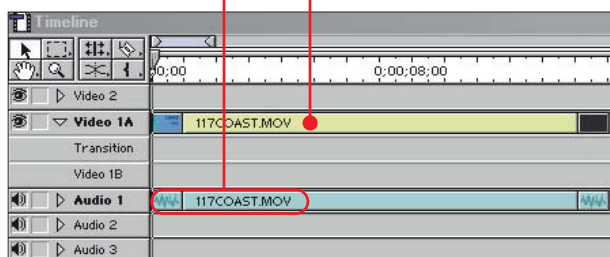 Timeline
0;00 0;00;08;00
Video 2
Video 1A 117COAST.MOV
Transition
Video 1B
Audio 1 117COAST.MOV
Audio 2
Audio 3